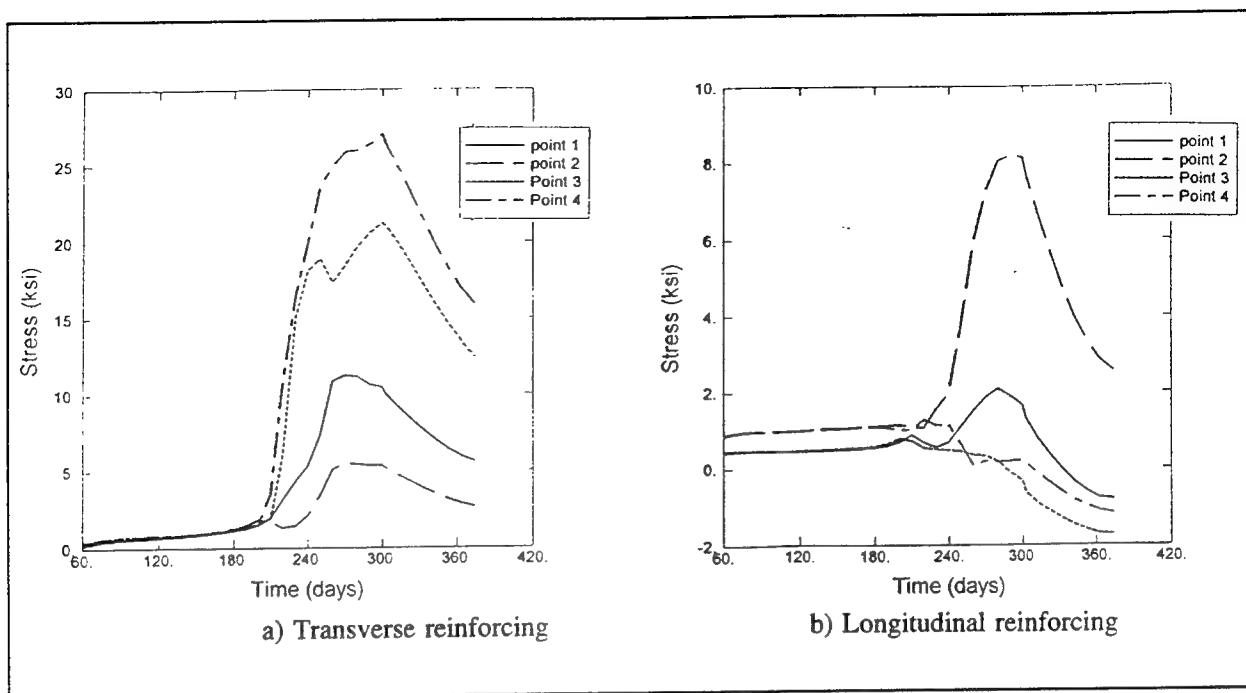 30
25
20
15
10
5
0
60.
120.
180
240
300
360
420
Stress (ksi)
Time (days)
point 1
point 2
Point 3
Point 4
a) Transverse reinforcing
10.
8.
6.
4.
2.
0.
-2
60.
120.
180.
240.
300
360.
420.
Stress (ksi)
Time (days)
point 1
point 2
Point 3
Point 4
b) Longitudinal reinforcing